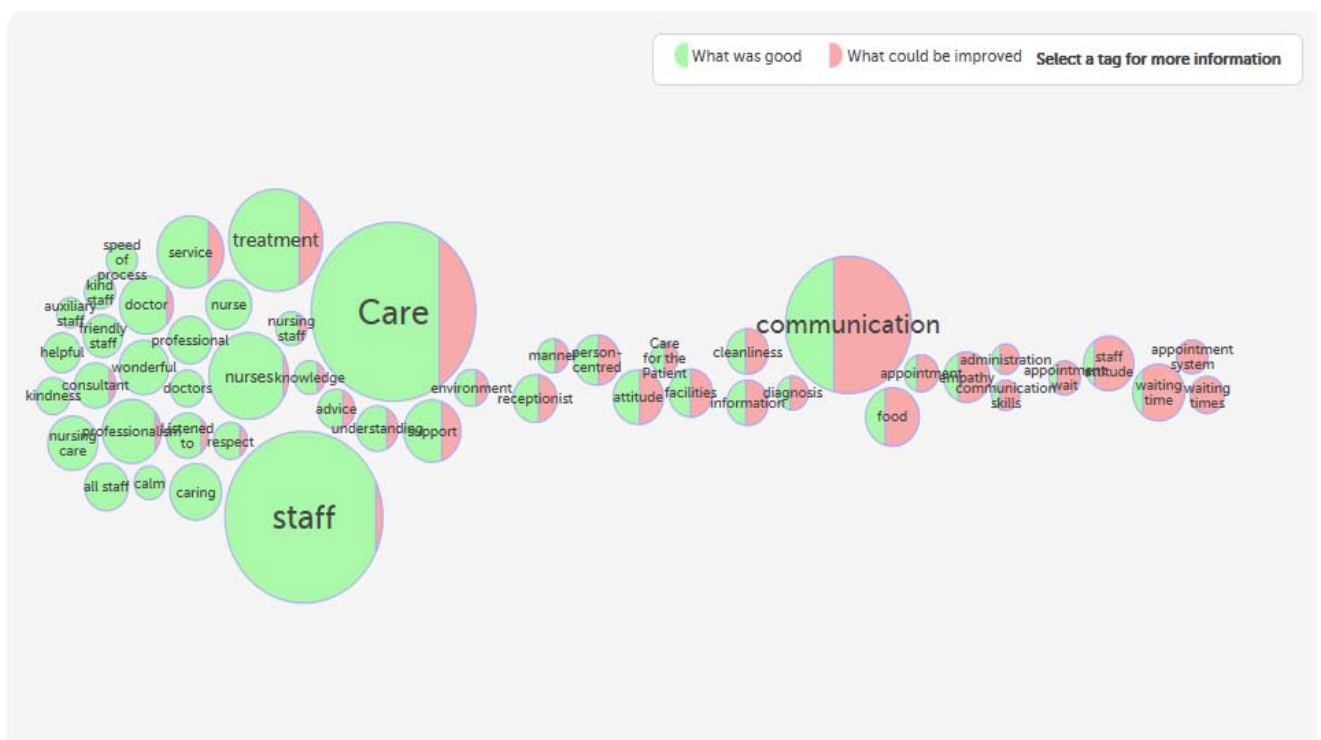 What was good
What could be improved
Select a tag for more information
speed
of
process
service
treatment
kind
staff
auxiliary
staff
doctor
nurse
Care
friendly
staff
professional
nursing
staff
helpful
wonderful
nurses
knowledge
kindness
consultant
doctors
advice
environment
nursing
care
professionalism
Listened
to
respect
understanding
support
all staff
calm
caring
staff
manner
person-
centred
receptionist
Care
for the
Patient
attitude
facilities
cleanliness
information
diagnosis
communication
appointment
food
empathy
administration
communication
skills
appointment
wait
staff
attitude
waiting
time
appointment
system
waiting
times